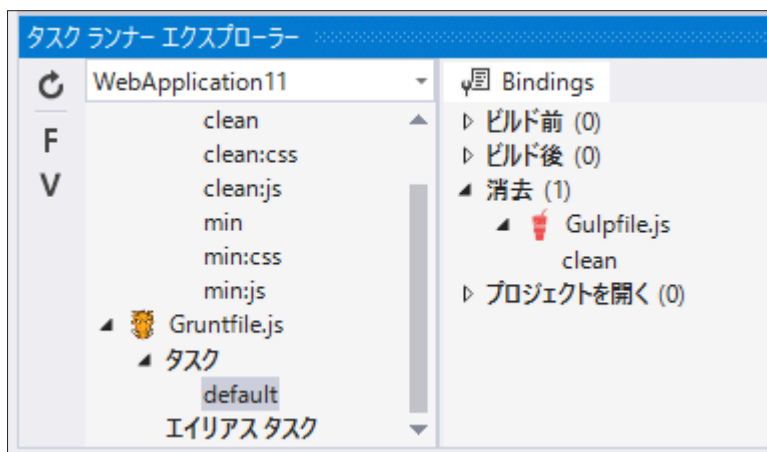 タスク ランナー エクスプローラー
WebApplication11
F
V
clean
clean:css
clean:js
min
min:css
min:js
Gruntfile.js
タスク
default
エイリアス タスク
Bindings
ビルド前 (0)
ビルド後 (0)
消去 (1)
Gulpfile.js
clean
プロジェクトを開く (0)